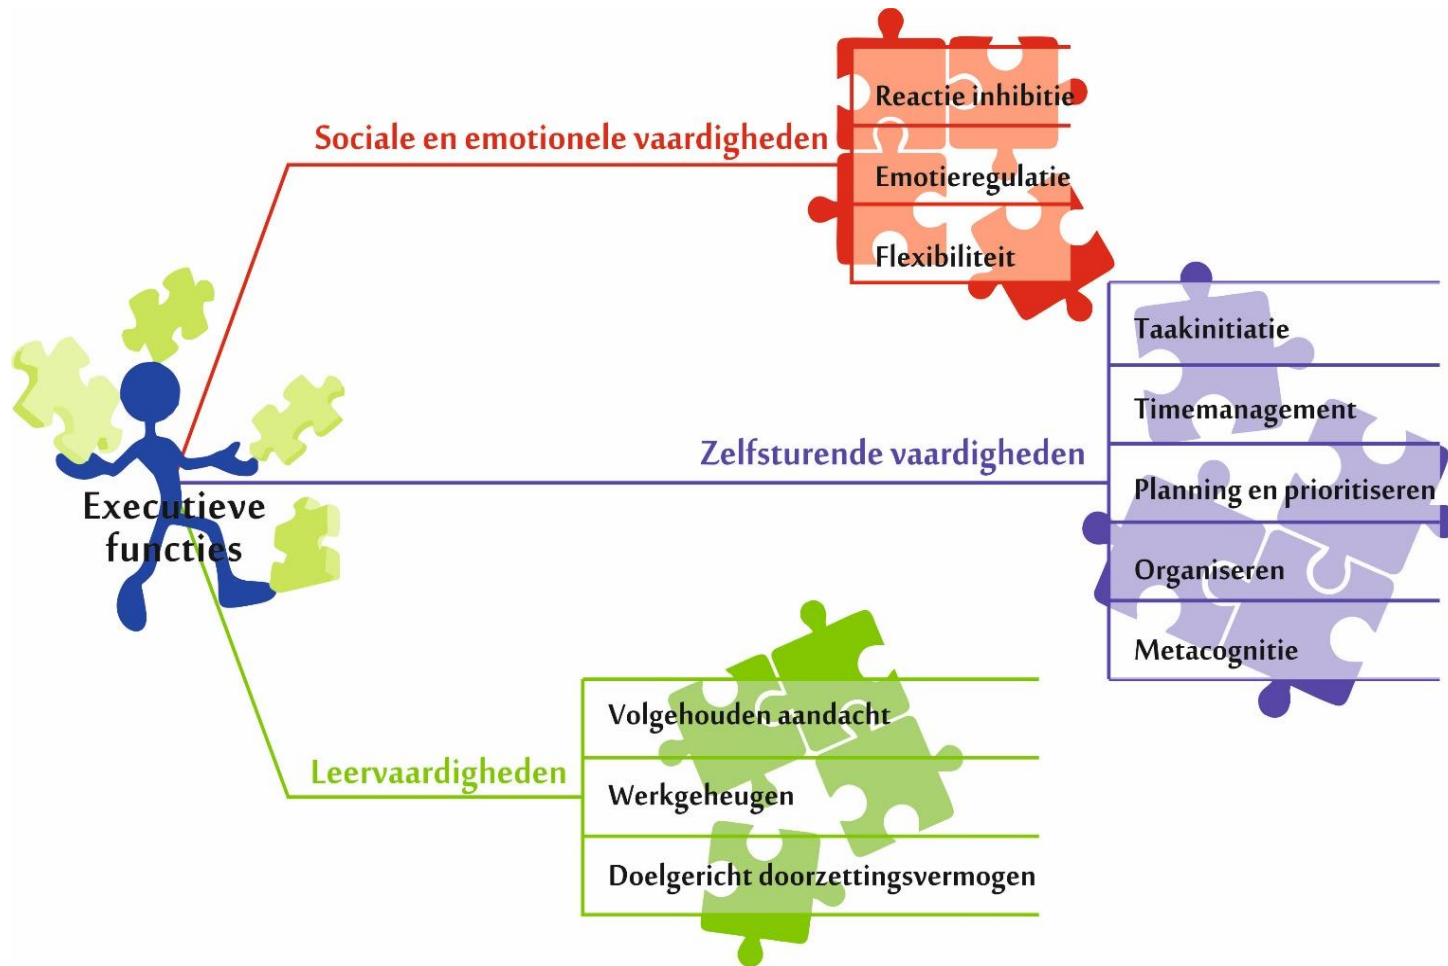 Sociale en emotionele vaardigheden
Reactie inhibitie
Emotieregulatie
Flexibiliteit
Executieve
functies
Zelfsturende vaardigheden
Taakinitiatie
Timemanagement
Planning en prioritiseren
Organiseren
Metacognitie
Leervaardigheden
Volgehouden aandacht
Werkgeheugen
Doelgericht doorzettingsvermogen